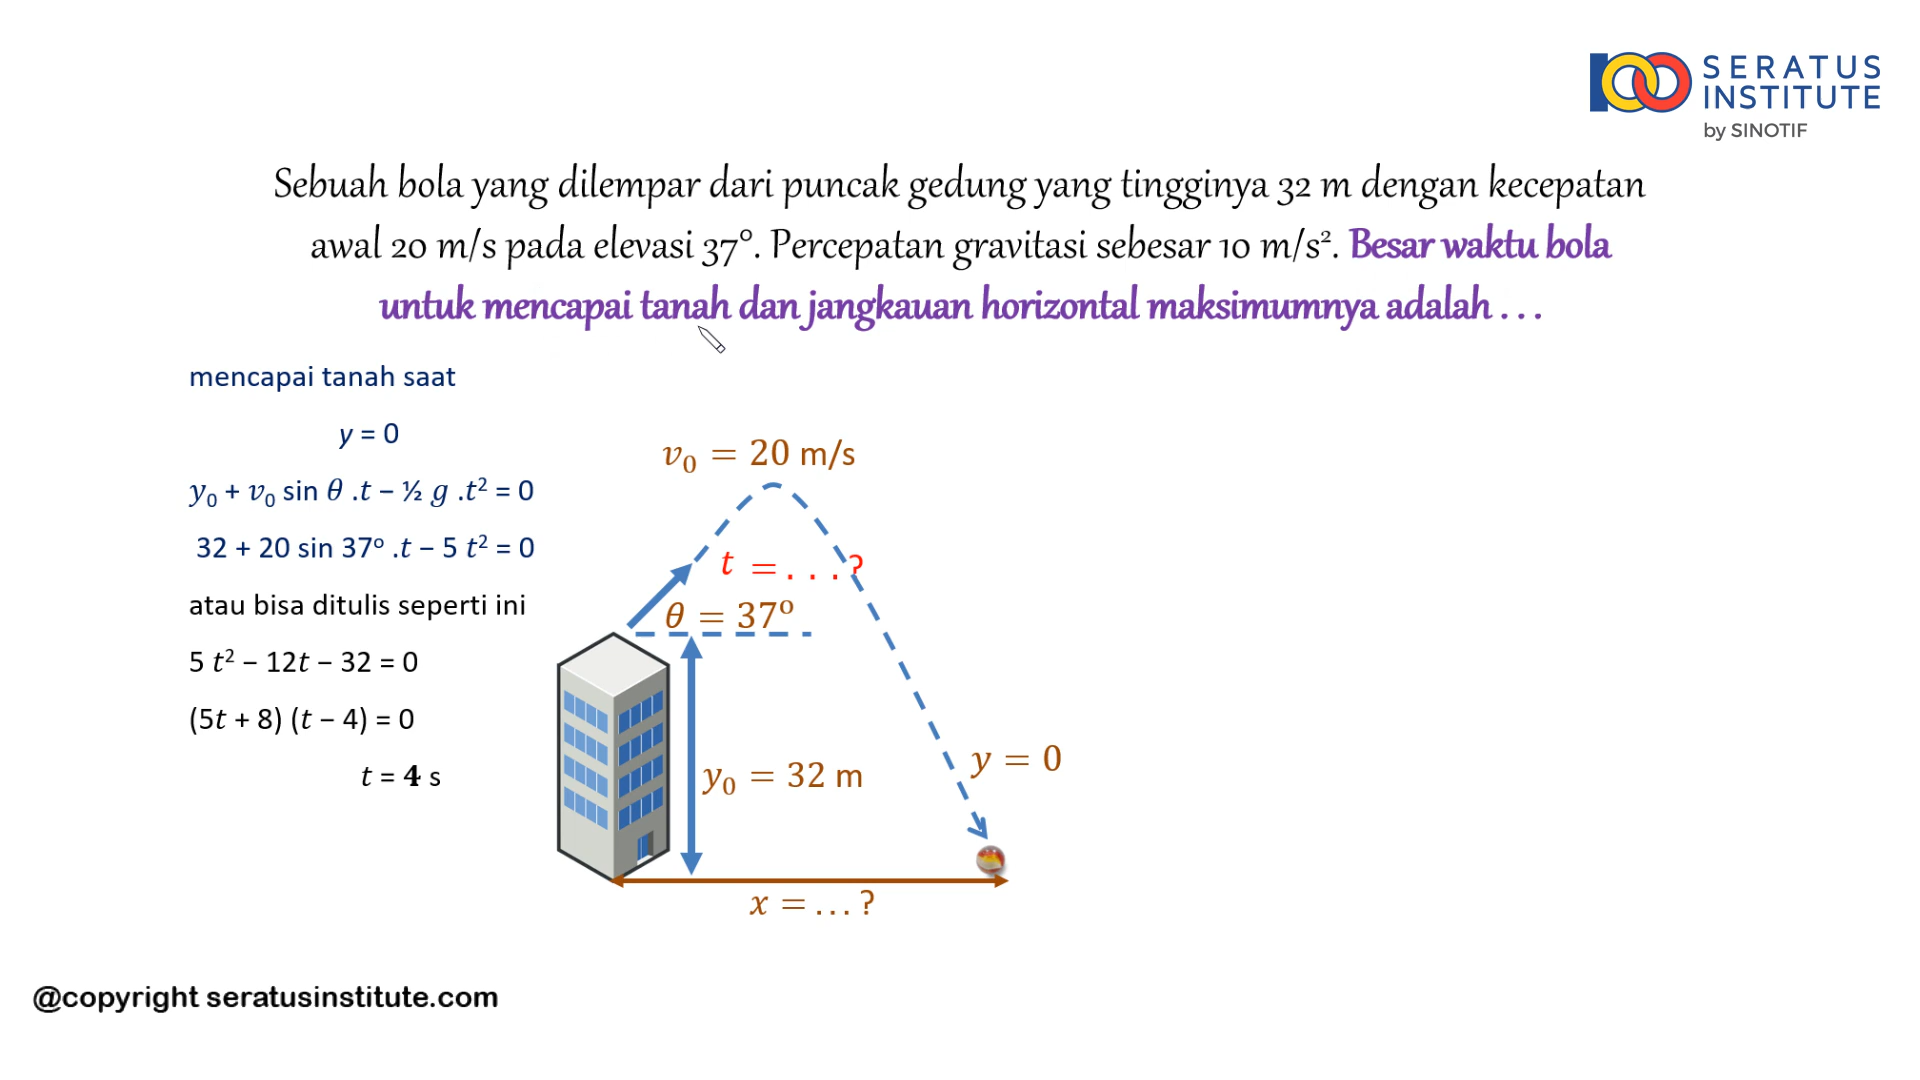 SERATUS
INSTITUTE
by SINOTIF
Sebuah bola yang dilempar dari puncak gedung yang tingginya 32 m dengan kecepatan
awal 20 m/s pada elevasi 37°. Percepatan gravitasi sebesar 10 m/s². Besar waktu bola
untuk mencapai tanah dan jangkauan horizontal maksimumnya adalah . . .
mencapai tanah saat
y = 0
y₀ + v₀ sin θ .t − ½ g .t² = 0
32 + 20 sin 37° .t − 5 t² = 0
atau bisa ditulis seperti ini
5 t² − 12t − 32 = 0
(5t + 8) (t − 4) = 0
t = 4 s
v₀ = 20 m/s
t = . . . ?
θ = 37°
y₀ = 32 m
y = 0
x = . . . ?
@copyright seratusinstitute.com